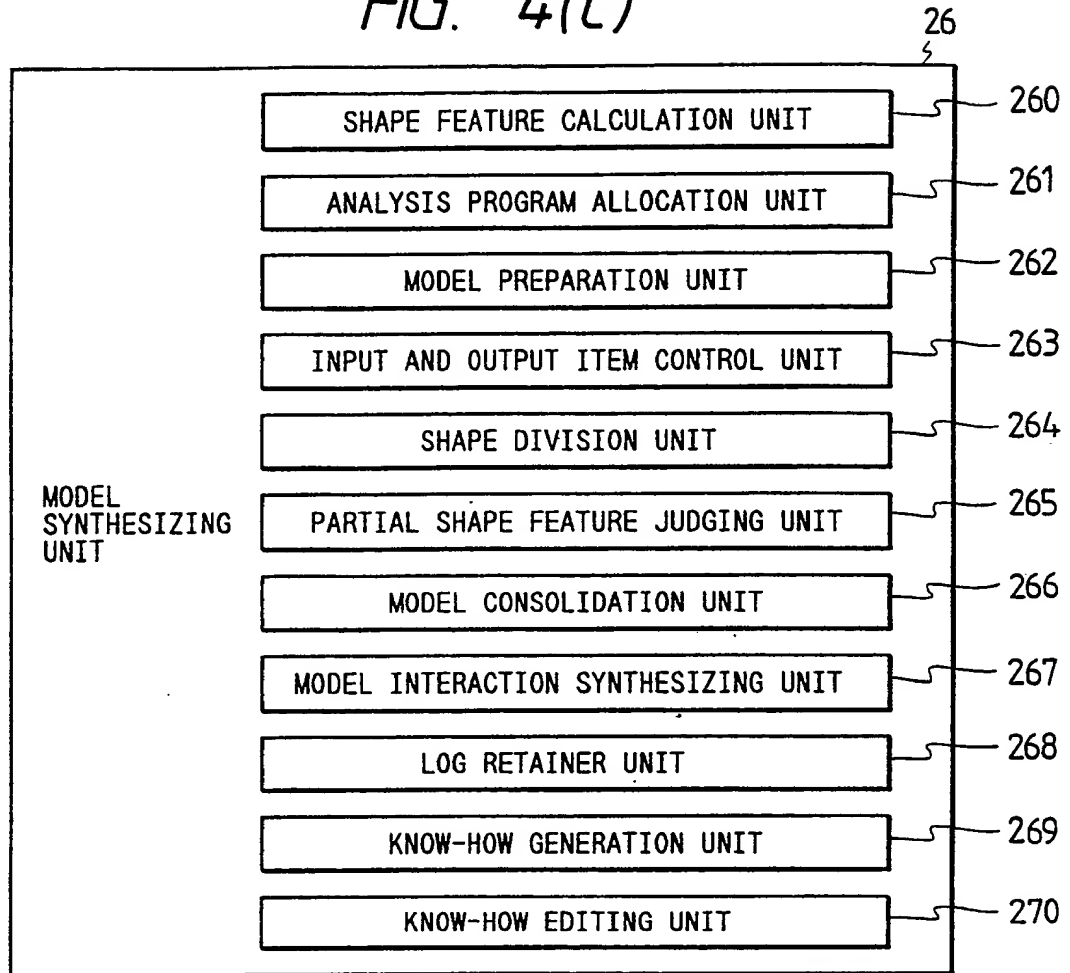 FIG. 4(C)
26
SHAPE FEATURE CALCULATION UNIT 260
ANALYSIS PROGRAM ALLOCATION UNIT 261
MODEL PREPARATION UNIT 262
INPUT AND OUTPUT ITEM CONTROL UNIT 263
SHAPE DIVISION UNIT 264
MODEL
SYNTHESIZING
UNIT
PARTIAL SHAPE FEATURE JUDGING UNIT 265
MODEL CONSOLIDATION UNIT 266
MODEL INTERACTION SYNTHESIZING UNIT 267
LOG RETAINER UNIT 268
KNOW-HOW GENERATION UNIT 269
KNOW-HOW EDITING UNIT 270